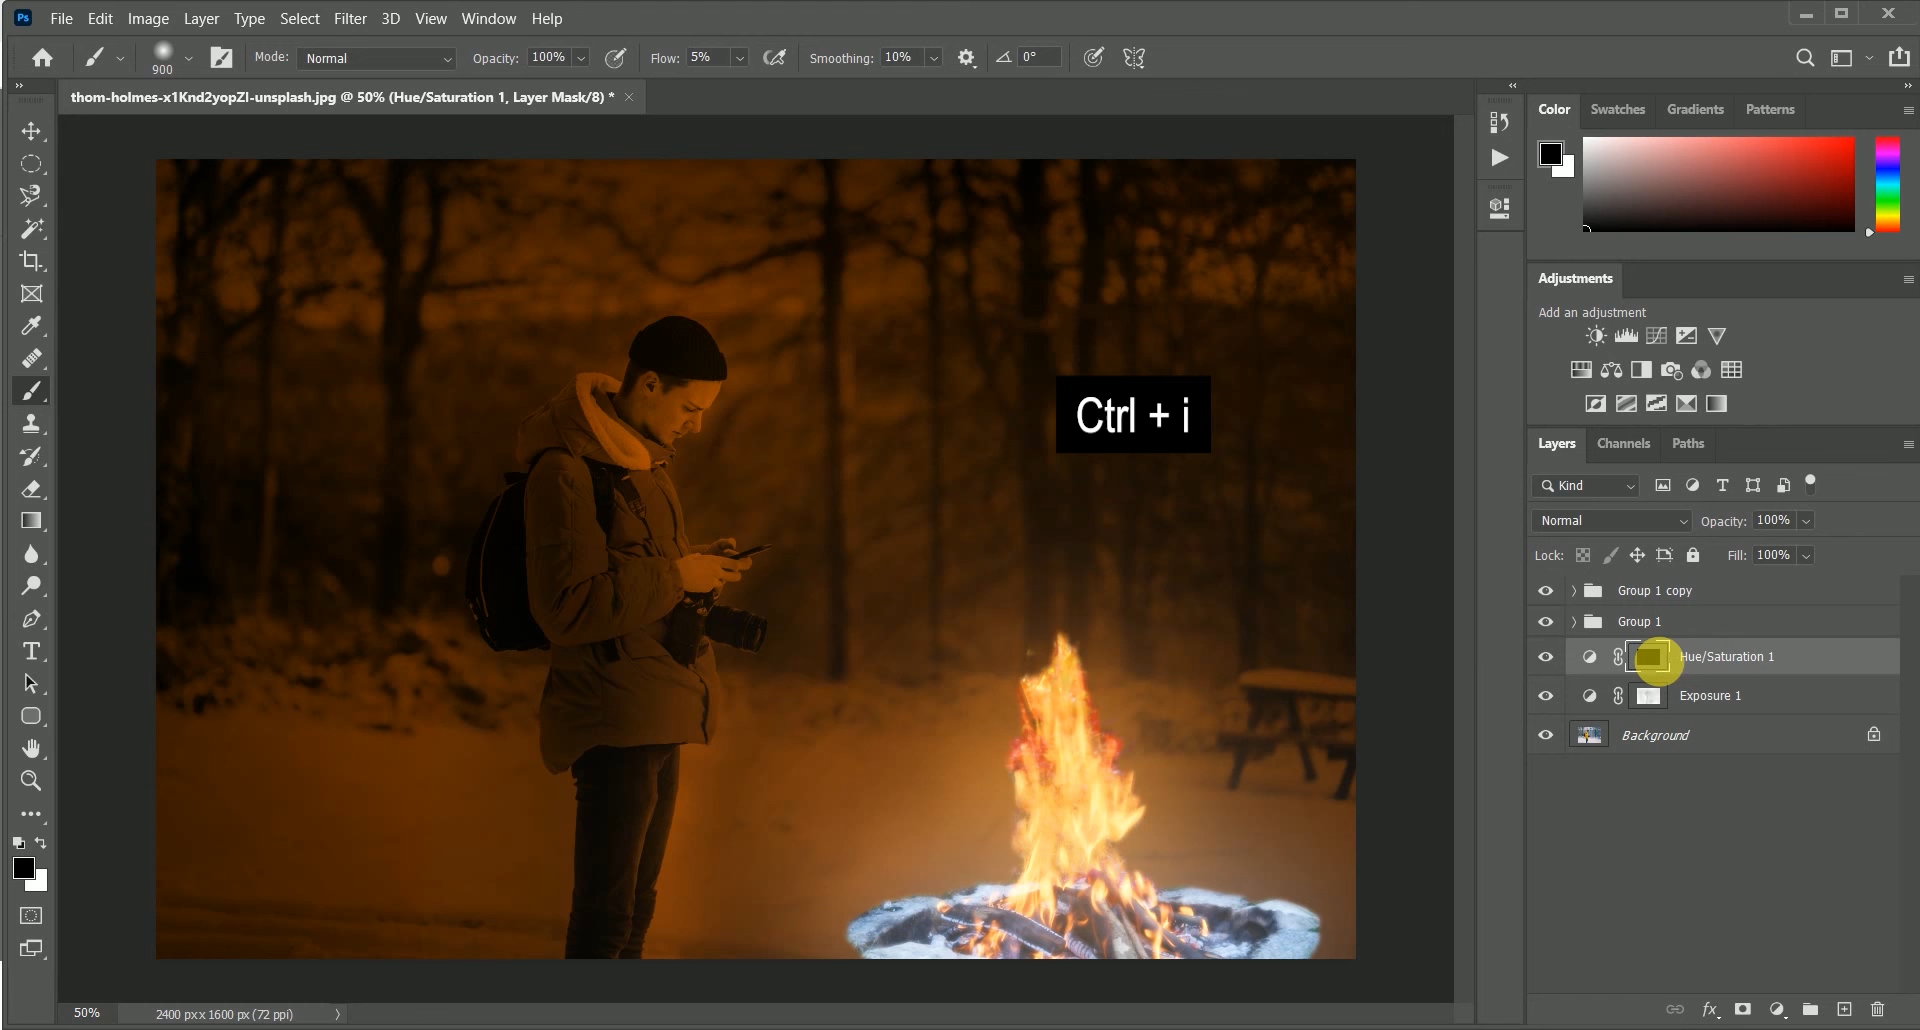 Ps File Edit Image Layer Type Select Filter 3D View Window Help
900 Mode: Normal Opacity: 100% Flow: 5% Smoothing: 10% 0°
thom-holmes-x1Knd2yopZI-unsplash.jpg @ 50% (Hue/Saturation 1, Layer Mask/8) *
Color Swatches Gradients Patterns
Adjustments
Add an adjustment
Ctrl + i
Layers Channels Paths
Kind
Normal Opacity: 100%
Lock: Fill: 100%
Group 1 copy
Group 1
Hue/Saturation 1
Exposure 1
Background
50% 2400 px x 1600 px (72 ppi)